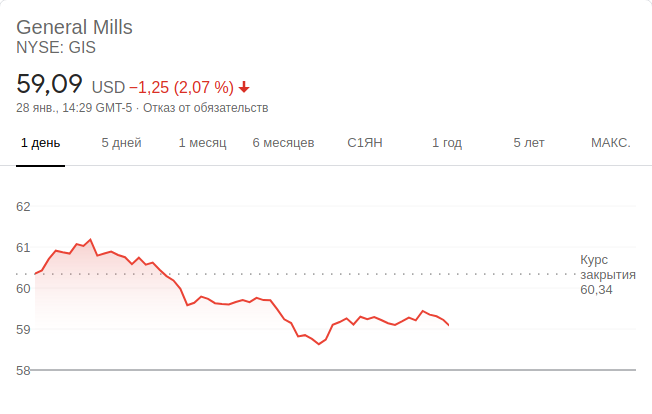 General Mills
NYSE: GIS
59,09 USD −1,25 (2,07 %)
28 янв., 14:29 GMT-5 · Отказ от обязательств
1 день 5 дней 1 месяц 6 месяцев С1ЯН 1 год 5 лет МАКС.
62
61
60
59
58
Курс
закрытия
60,34